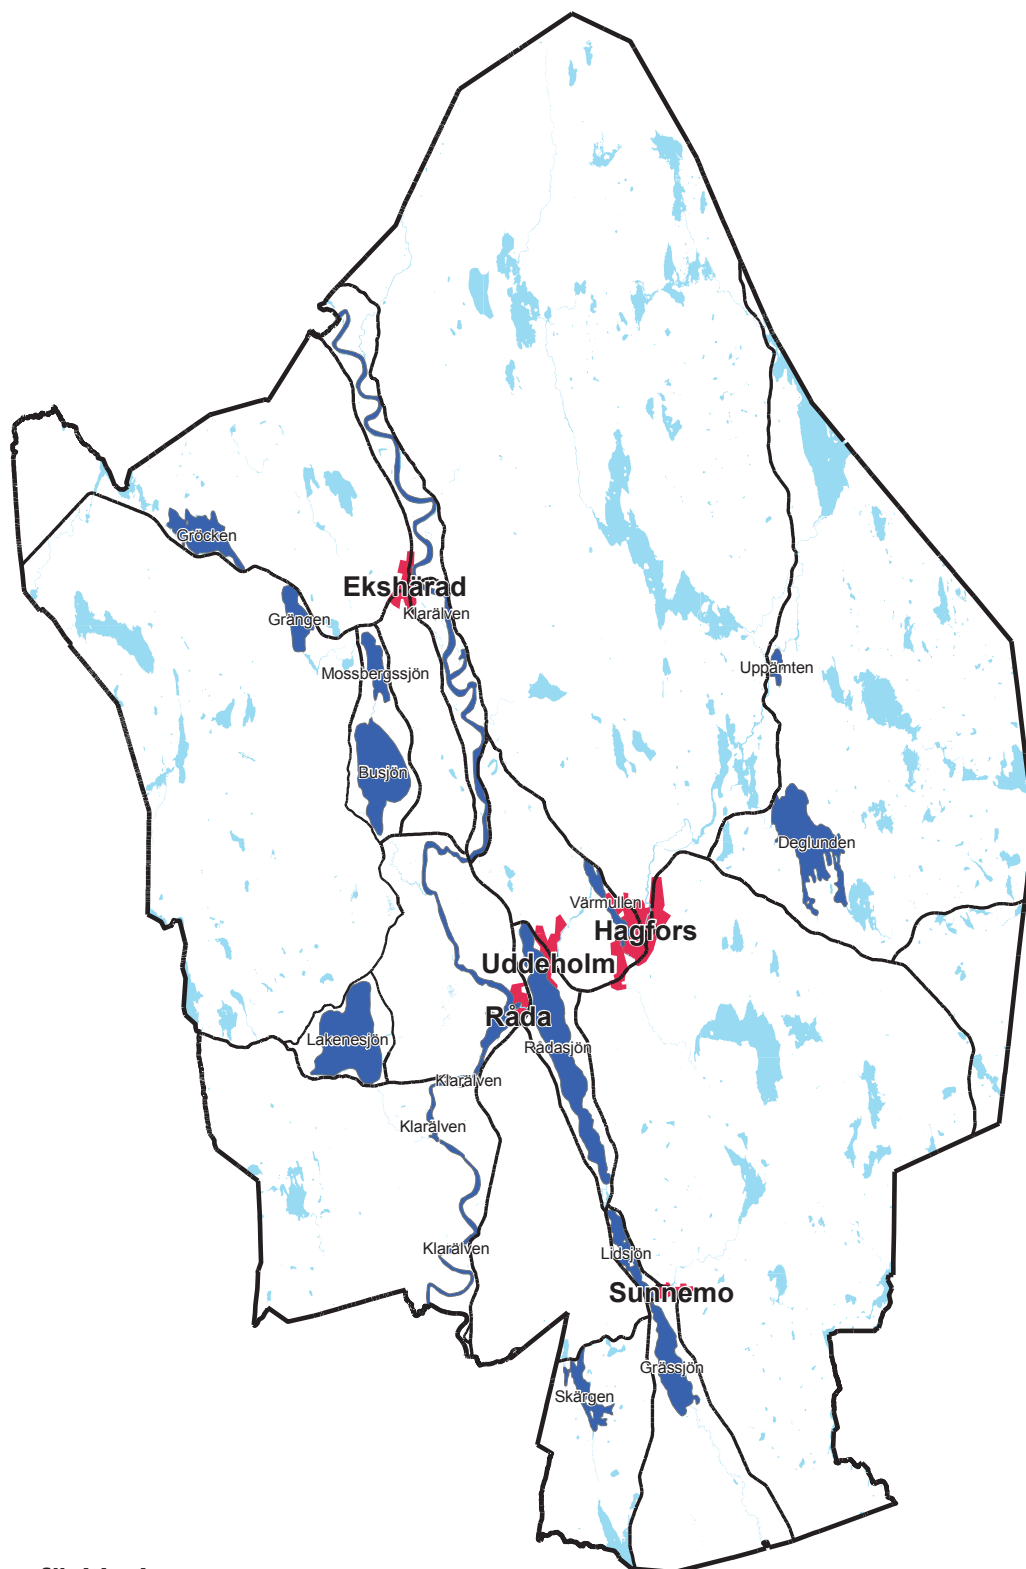 Gröcken
Ekshärad
Klarälven
Grängen
Mossbergssjön
Uppämten
Busjön
Deglunden
Värmullen
Hagfors
Uddeholm
Råda
Lakenesjön
Rådasjön
Klarälven
Klarälven
Klarälven
Lidsjön
Sunnemo
Grässjön
Skärgen